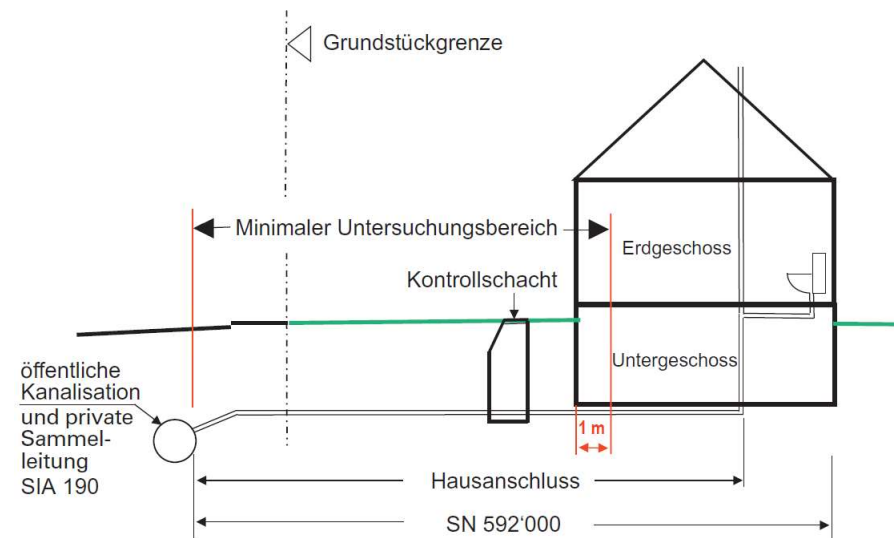 Grundstückgrenze
Minimaler Untersuchungsbereich
Erdgeschoss
Kontrollschacht
Untergeschoss
öffentliche
Kanalisation
und private
Sammel-
leitung
SIA 190
1 m
Hausanschluss
SN 592'000